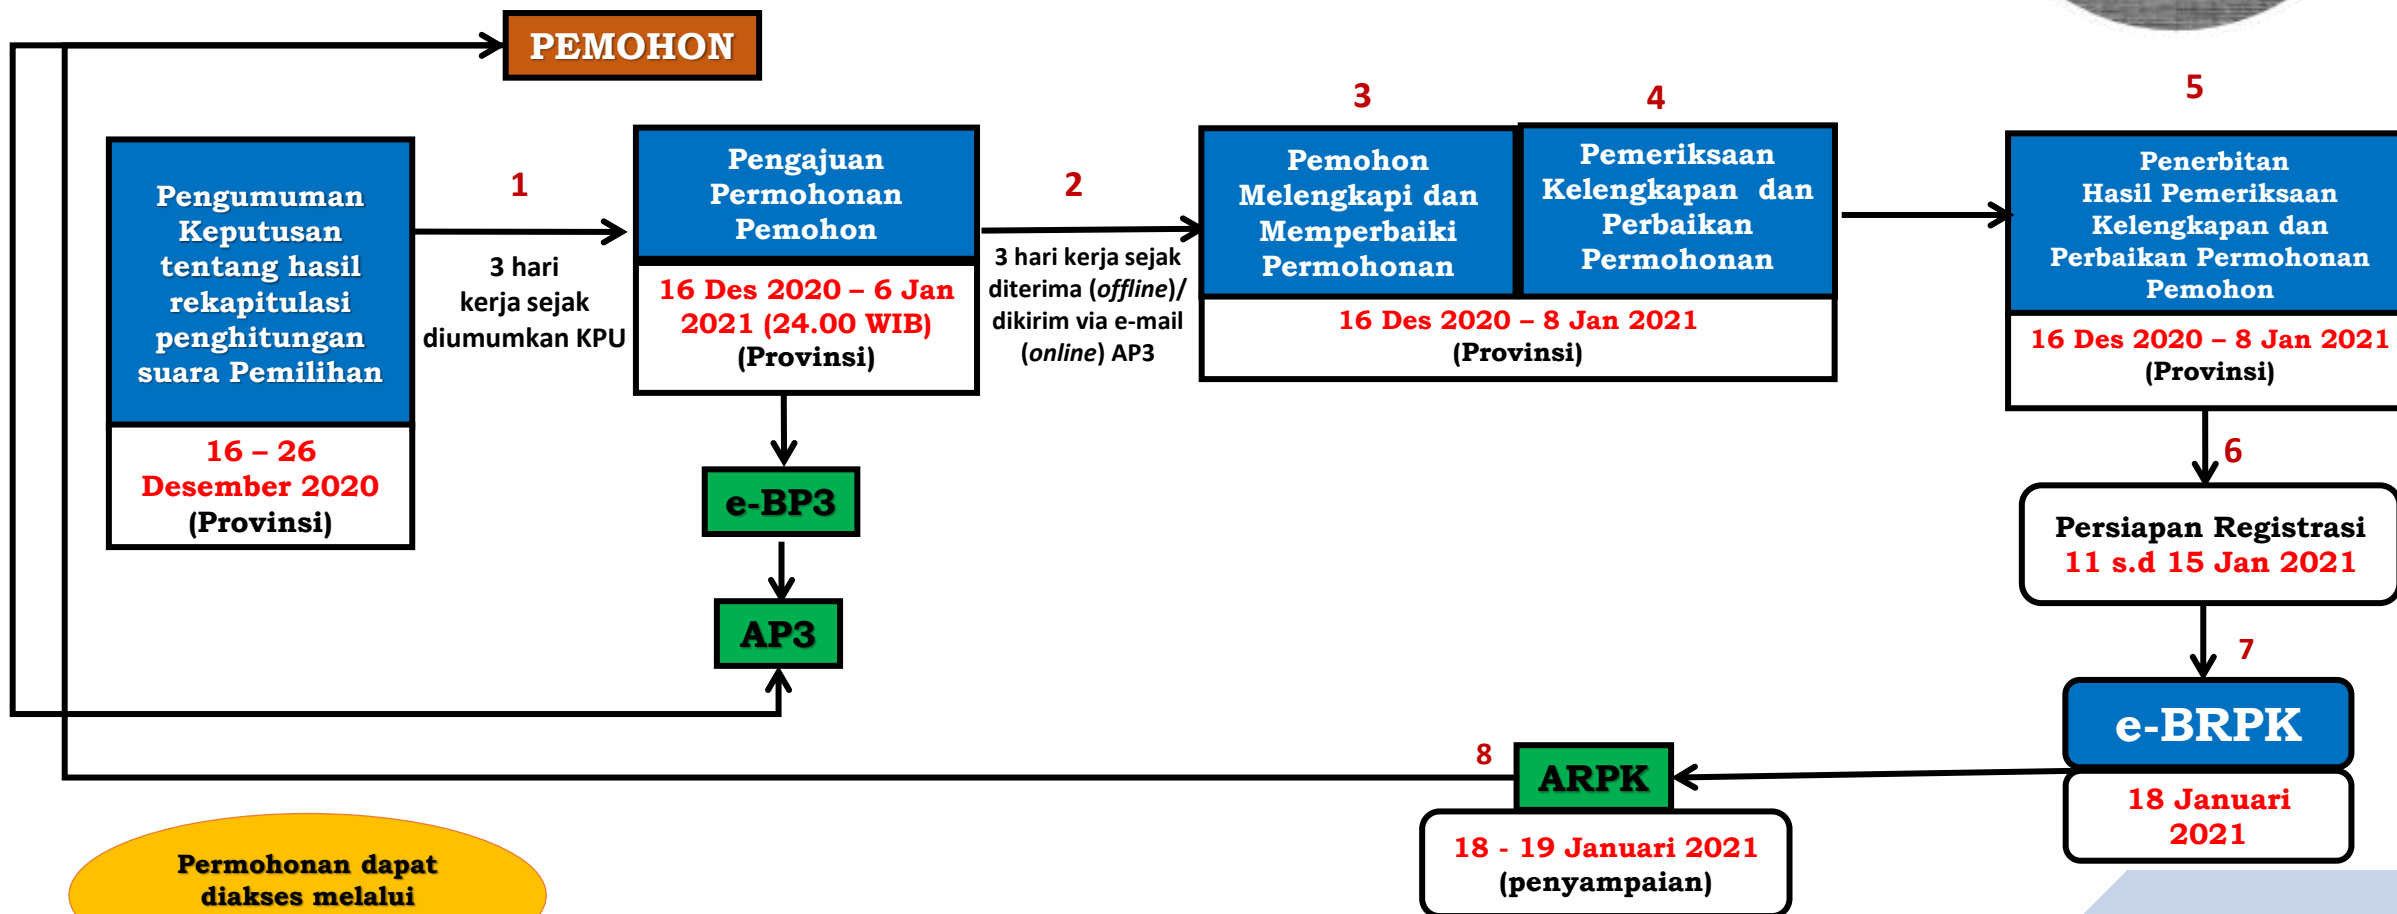 PEMOHON
Pengumuman
Keputusan
tentang hasil
rekapitulasi
penghitungan
suara Pemilihan
16 – 26
Desember 2020
(Provinsi)
1
3 hari
kerja sejak
diumumkan KPU
Pengajuan
Permohonan
Pemohon
16 Des 2020 – 6 Jan
2021 (24.00 WIB)
(Provinsi)
e-BP3
AP3
2
3 hari kerja sejak
diterima (offline)/
dikirim via e-mail
(online) AP3
3
Pemohon
Melengkapi dan
Memperbaiki
Permohonan
4
Pemeriksaan
Kelengkapan dan
Perbaikan
Permohonan
16 Des 2020 – 8 Jan 2021
(Provinsi)
5
Penerbitan
Hasil Pemeriksaan
Kelengkapan dan
Perbaikan Permohonan
Pemohon
16 Des 2020 – 8 Jan 2021
(Provinsi)
6
Persiapan Registrasi
11 s.d 15 Jan 2021
7
e-BRPK
18 Januari
2021
8
ARPK
18 - 19 Januari 2021
(penyampaian)
Permohonan dapat
diakses melalui